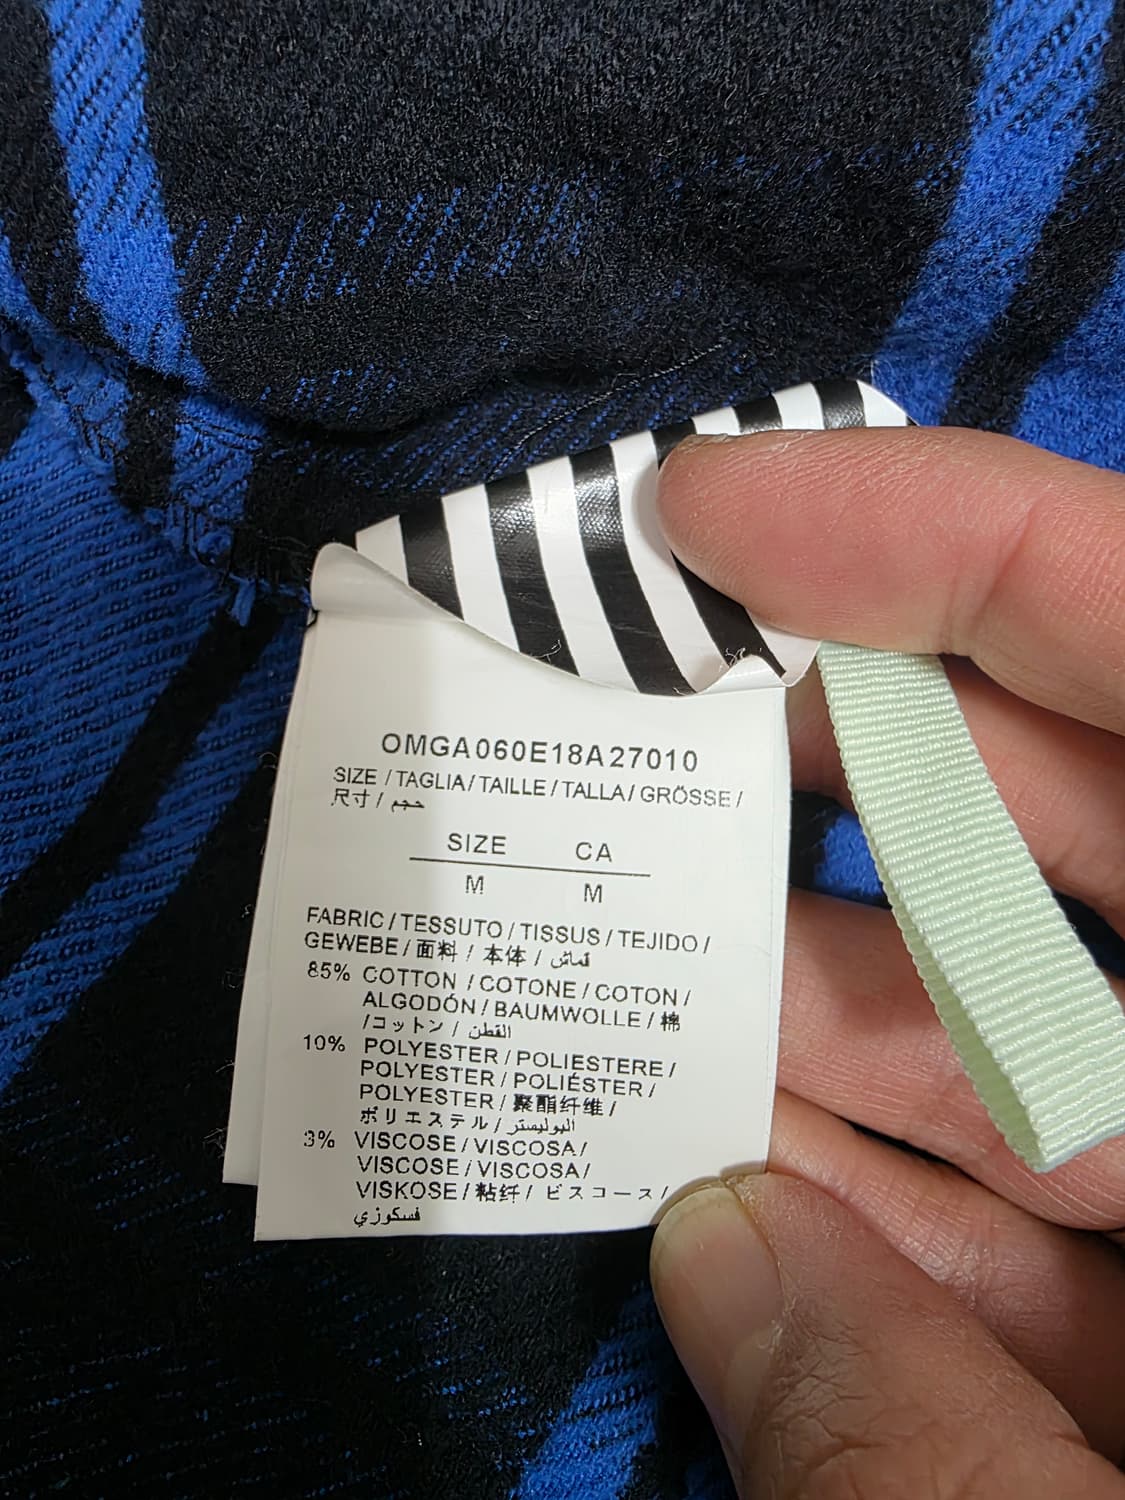 OMGA060E18A27010
SIZE / TAGLIA / TAILLE / TALLA / GRÖSSE /
尺寸 / حجم
SIZE CA
M M
FABRIC / TESSUTO / TISSUS / TEJIDO /
GEWEBE / 面料 / 本体 / قماش
85% COTTON / COTONE / COTON /
ALGODÓN / BAUMWOLLE / 棉
/ コットン / القطن
10% POLYESTER / POLIESTERE /
POLYESTER / POLIÉSTER /
POLYESTER / 聚酯纤维 /
ポリエステル / البوليستر
3% VISCOSE / VISCOSA /
VISCOSE / VISCOSA /
VISKOSE / 粘纤 / ビスコース /
فسكوزي